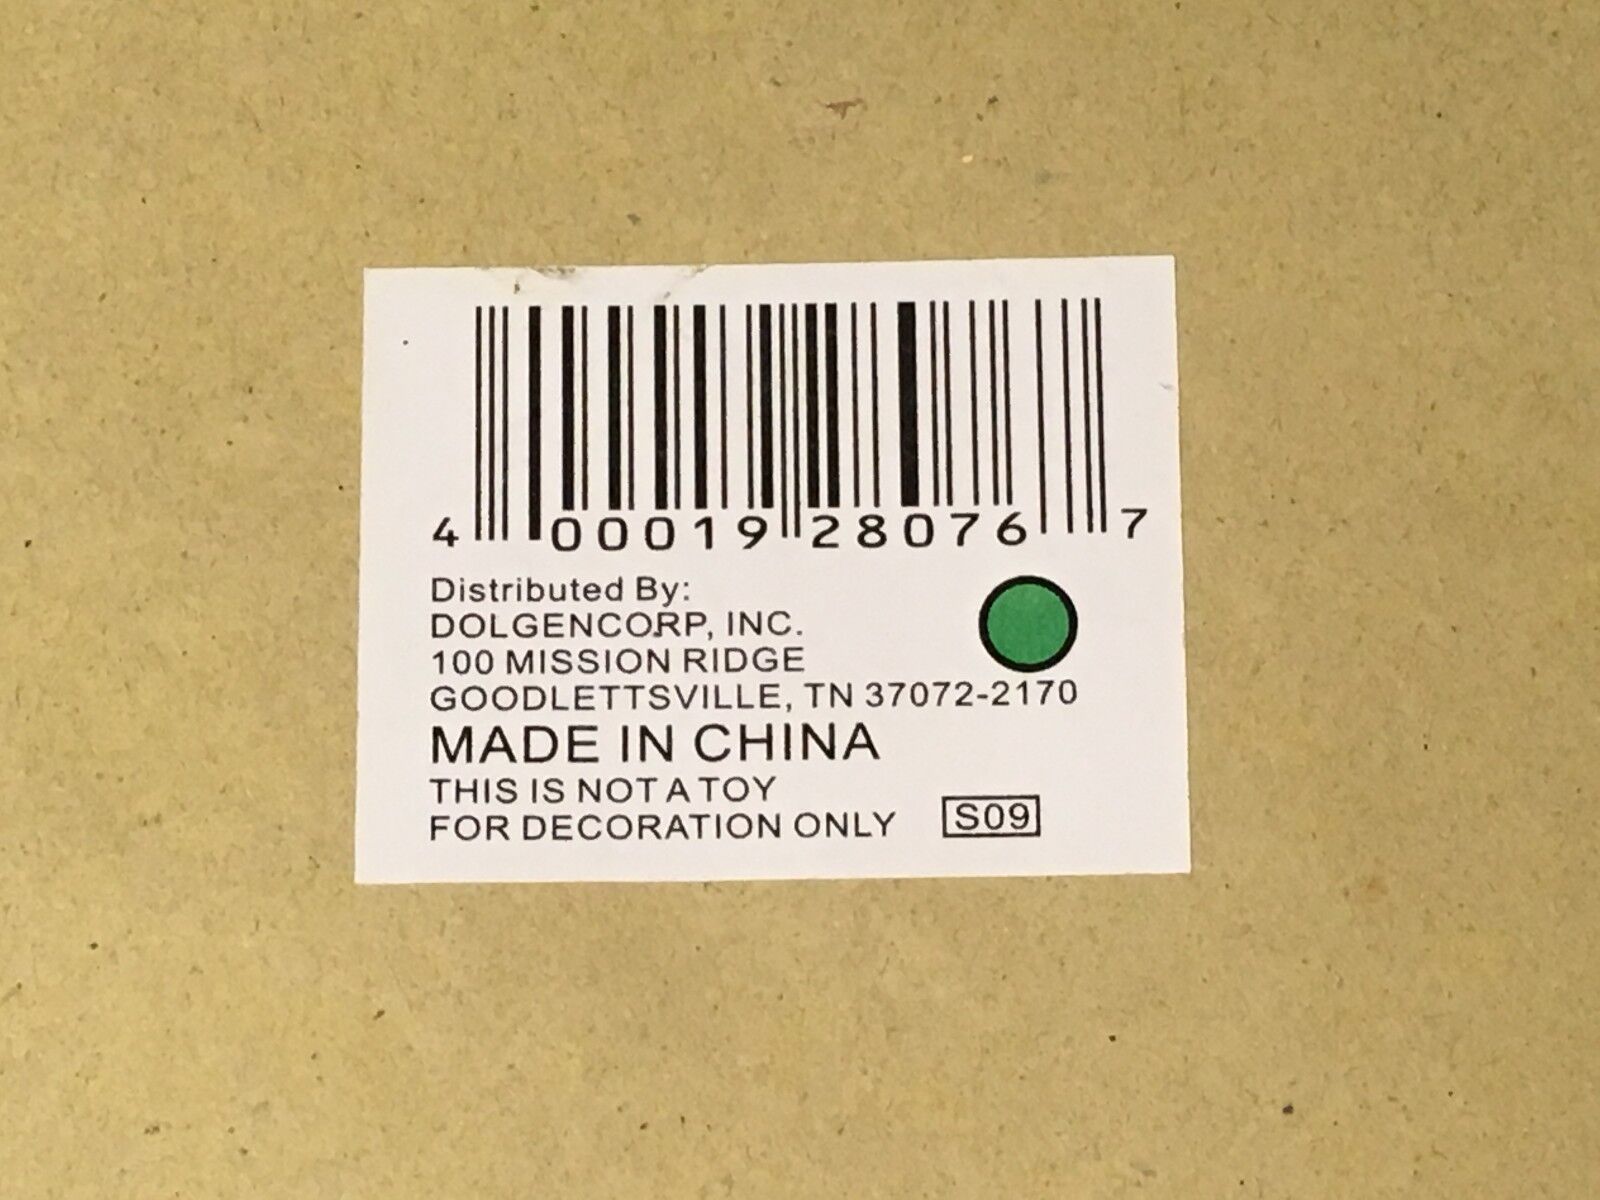 4 00019 28076 7
Distributed By:
DOLGENCORP, INC.
100 MISSION RIDGE
GOODLETTSVILLE, TN 37072-2170
MADE IN CHINA
THIS IS NOT A TOY
FOR DECORATION ONLY S09